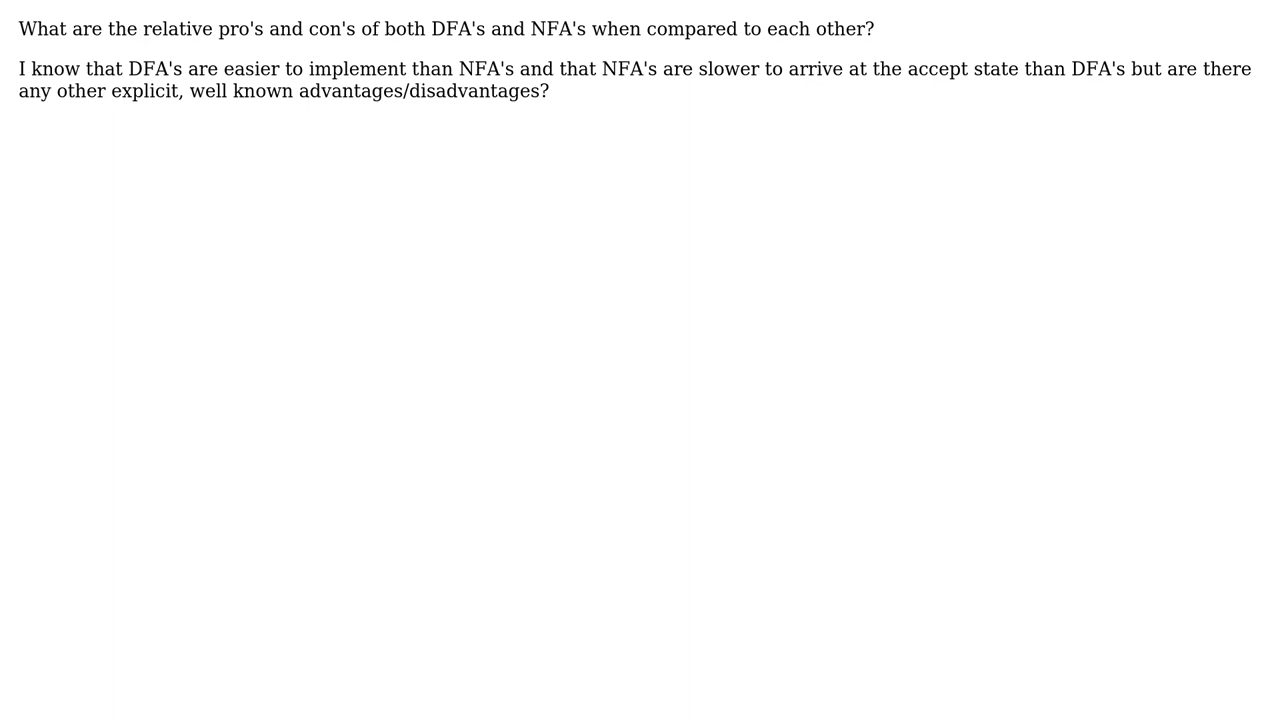 What are the relative pro's and con's of both DFA's and NFA's when compared to each other?
I know that DFA's are easier to implement than NFA's and that NFA's are slower to arrive at the accept state than DFA's but are there
any other explicit, well known advantages/disadvantages?